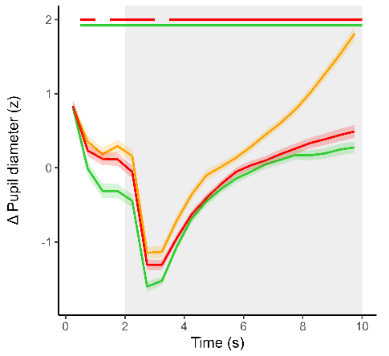 2
1
0
-1
Δ Pupil diameter (z)
0 2 4 6 8 10
Time (s)